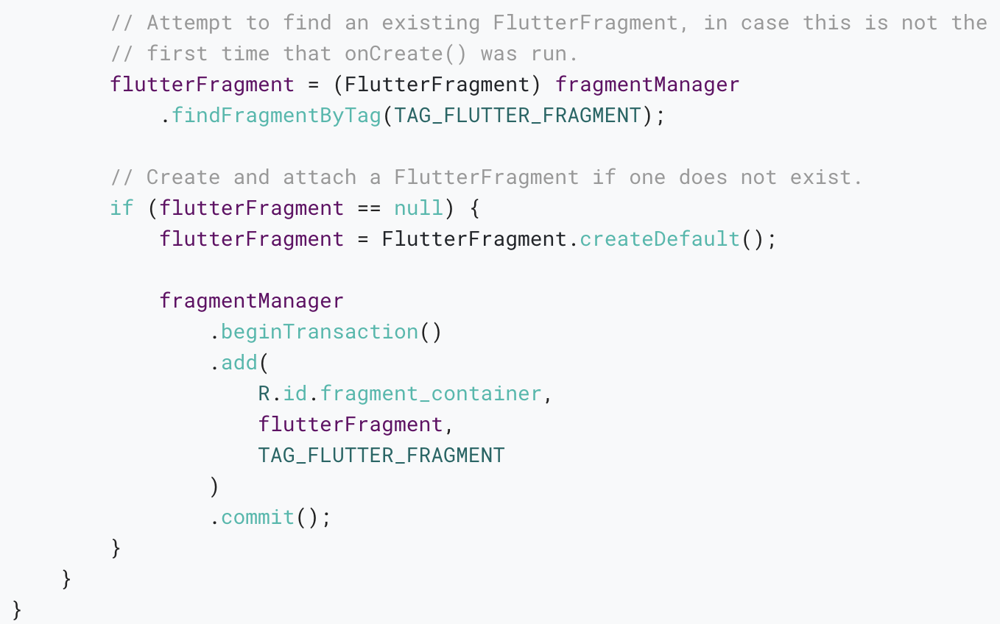 // Attempt to find an existing FlutterFragment, in case this is not the
// first time that onCreate() was run.
flutterFragment = (FlutterFragment) fragmentManager
.findFragmentByTag(TAG_FLUTTER_FRAGMENT);
// Create and attach a FlutterFragment if one does not exist.
if (flutterFragment == null) {
flutterFragment = FlutterFragment.createDefault();
fragmentManager
.beginTransaction()
.add(
R.id.fragment_container,
flutterFragment,
TAG_FLUTTER_FRAGMENT
)
.commit();
}
}
}